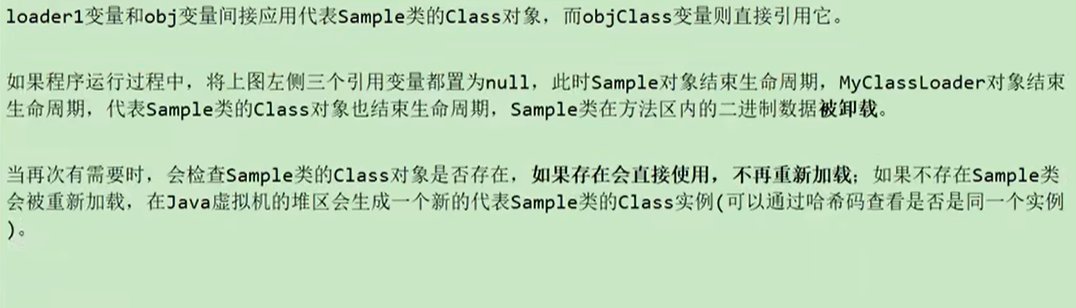 loader1变量和obj变量间接应用代表Sample类的Class对象，而objClass变量则直接引用它。
如果程序运行过程中，将上图左侧三个引用变量都置为null，此时Sample对象结束生命周期，MyClassLoader对象结束
生命周期，代表Sample类的Class对象也结束生命周期，Sample类在方法区内的二进制数据被卸载。
当再次有需要时，会检查Sample类的Class对象是否存在，如果存在会直接使用，不再重新加载；如果不存在Sample类
会被重新加载，在Java虚拟机的堆区会生成一个新的代表Sample类的Class实例(可以通过哈希码查看是否是同一个实例
)。